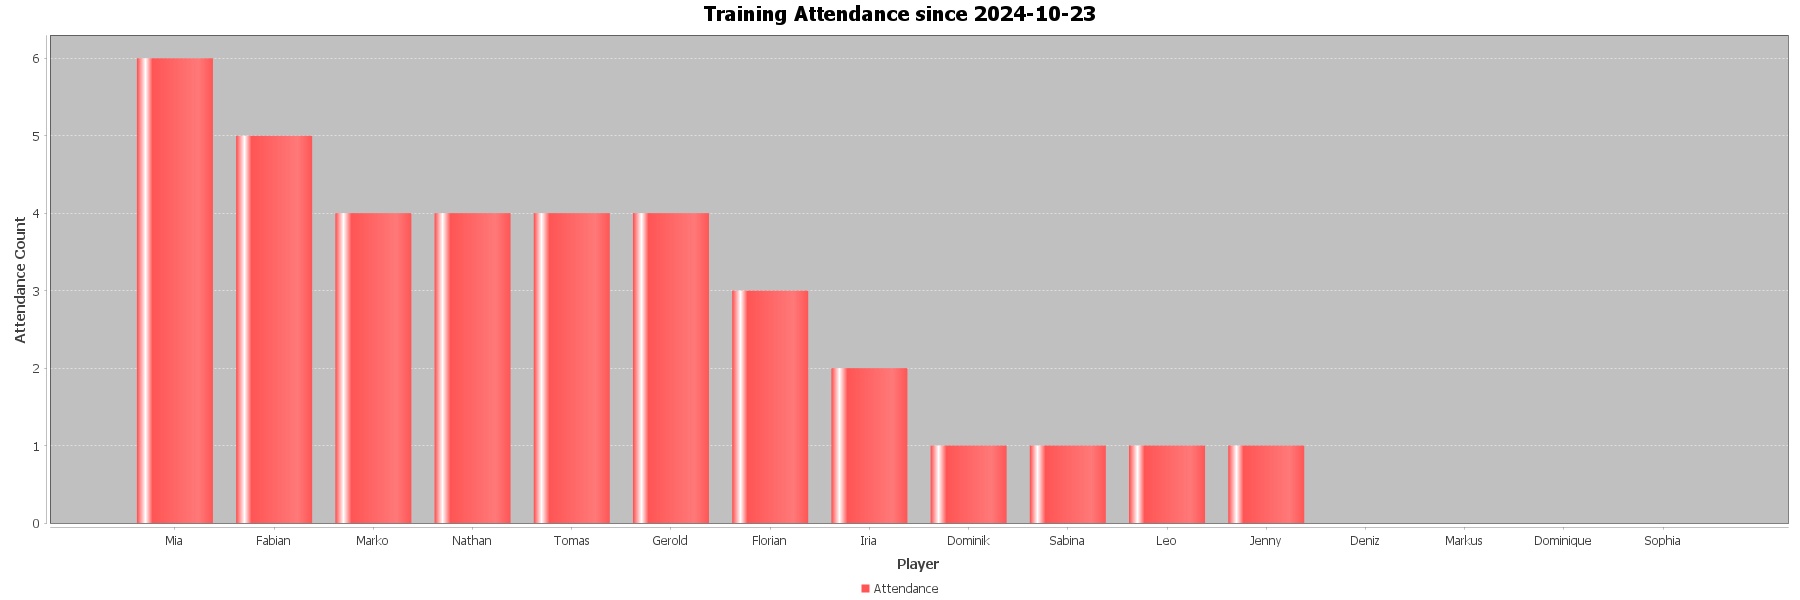 Training Attendance since 2024-10-23
Attendance Count
6
5
4
3
2
1
0
Mia Fabian Marko Nathan Tomas Gerold Florian Iria Dominik Sabina Leo Jenny Deniz Markus Dominique Sophia
Player
Attendance